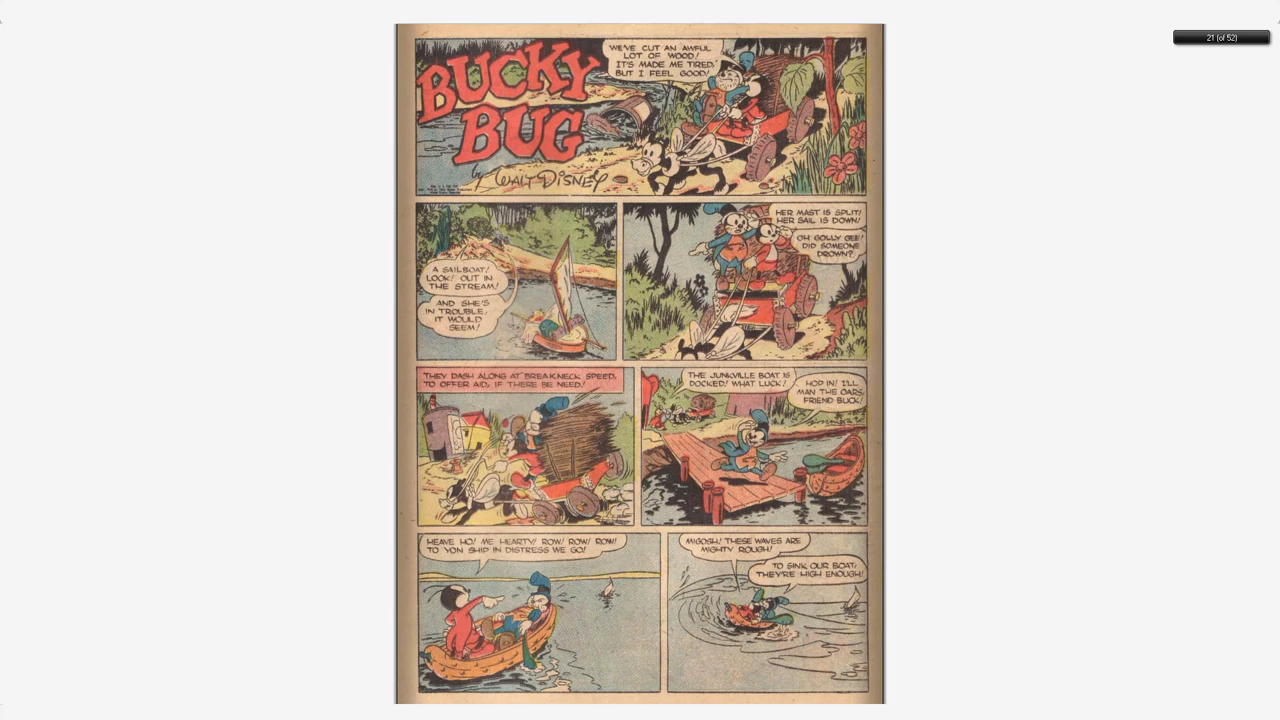 21 (of 52)
BUCKY
BUG
by WALT DISNEY
WE'VE CUT AN AWFUL
LOT OF WOOD!
IT'S MADE ME TIRED,
BUT I FEEL GOOD!
A SAILBOAT!
LOOK! OUT IN
THE STREAM!
AND SHE'S
IN TROUBLE,
IT WOULD
SEEM!
HER MAST IS SPLIT!
HER SAIL IS DOWN!
OH GOLLY GEE!
DID SOMEONE
DROWN?
THEY DASH ALONG AT BREAKNECK SPEED,
TO OFFER AID, IF THERE BE NEED!
THE JUNKVILLE BOAT IS
DOCKED! WHAT LUCK!
HOP IN! I'LL
MAN THE OARS,
FRIEND BUCK!
HEAVE HO! ME HEARTY! ROW! ROW! ROW!
TO YON SHIP IN DISTRESS WE GO!
MIGOSH! THESE WAVES ARE
MIGHTY ROUGH!
TO SINK OUR BOAT,
THEY'RE HIGH ENOUGH!